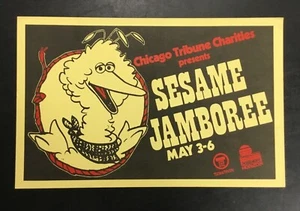 Chicago Tribune Charities
presents
SESAME
JAMBOREE
MAY 3-6